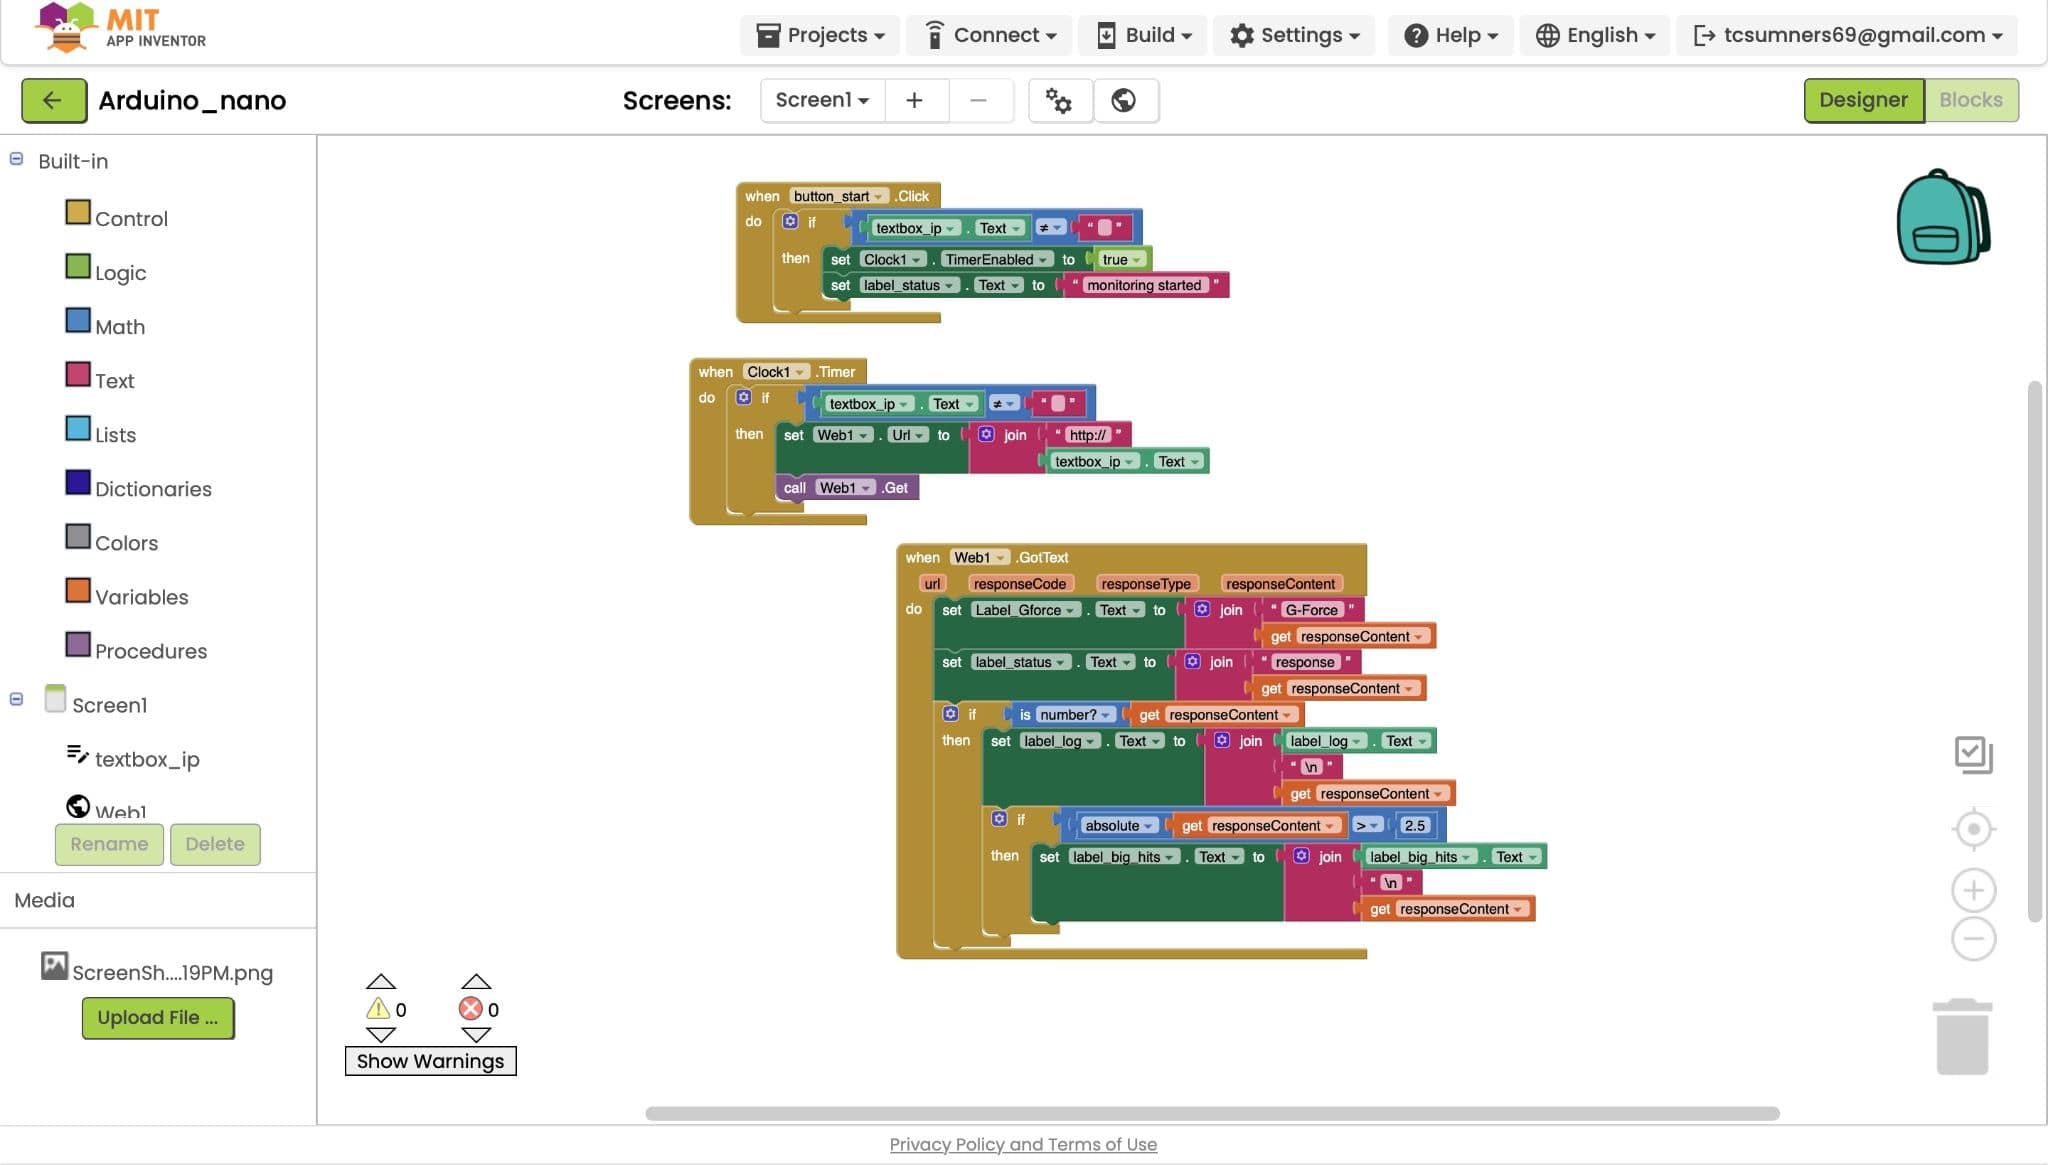 MIT
APP INVENTOR
Projects
Connect
Build
Settings
Help
English
tcsumners69@gmail.com
Arduino_nano
Screens:
Screen1
+
Designer
Blocks
Built-in
Control
Logic
Math
Text
Lists
Dictionaries
Colors
Variables
Procedures
Screen1
textbox_ip
Web1
Rename
Delete
Media
ScreenSh....19PM.png
Upload File ...
when button_start .Click
do if textbox_ip . Text ≠ " "
then set Clock1 . TimerEnabled to true
set label_status . Text to " monitoring started "
when Clock1 .Timer
do if textbox_ip . Text ≠ " "
then set Web1 . Url to join " http:// "
textbox_ip . Text
call Web1 .Get
when Web1 .GotText
url responseCode responseType responseContent
do set Label_Gforce . Text to join " G-Force "
get responseContent
set label_status . Text to join " response "
get responseContent
if is number? get responseContent
then set label_log . Text to join label_log . Text
" \n "
get responseContent
if absolute get responseContent > 2.5
then set label_big_hits . Text to join label_big_hits . Text
" \n "
get responseContent
0 0
Show Warnings
Privacy Policy and Terms of Use